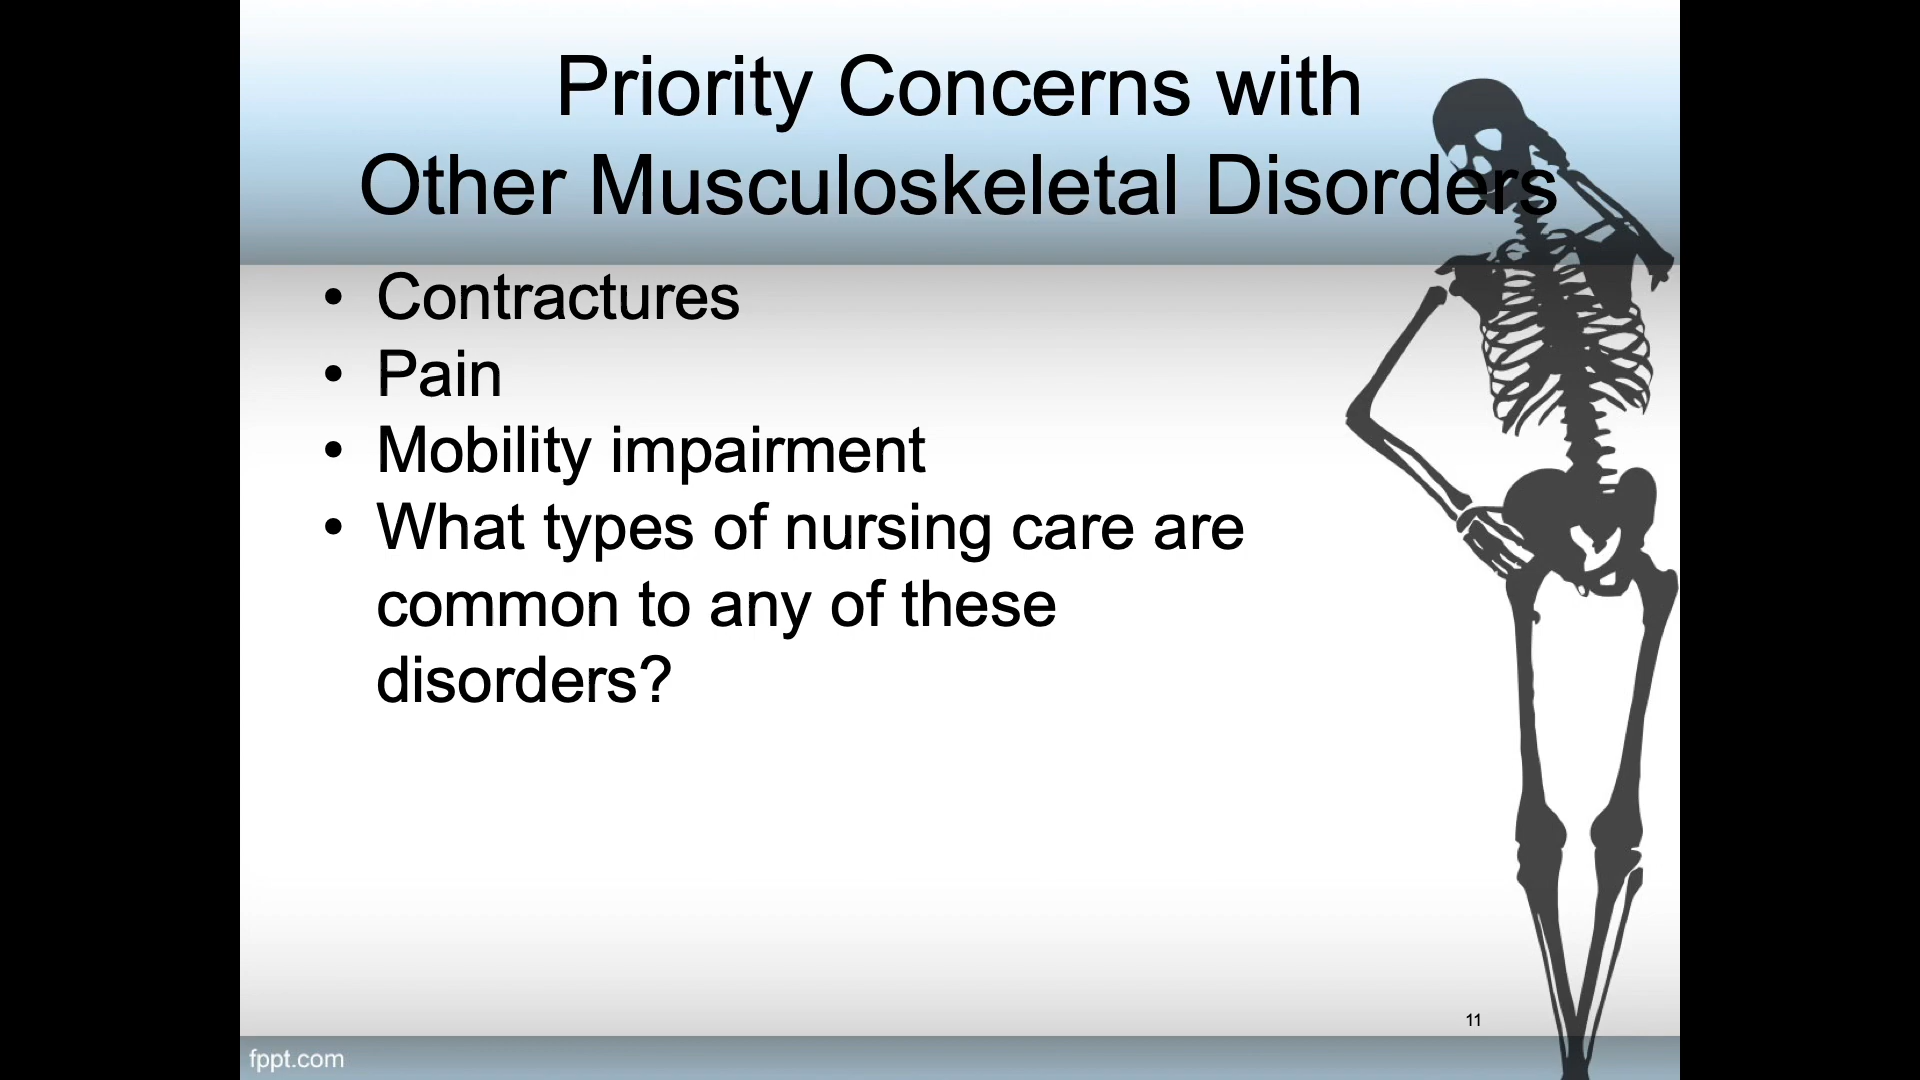 Priority Concerns with
Other Musculoskeletal Disorders
• Contractures
• Pain
• Mobility impairment
• What types of nursing care are
common to any of these
disorders?
11
fppt.com